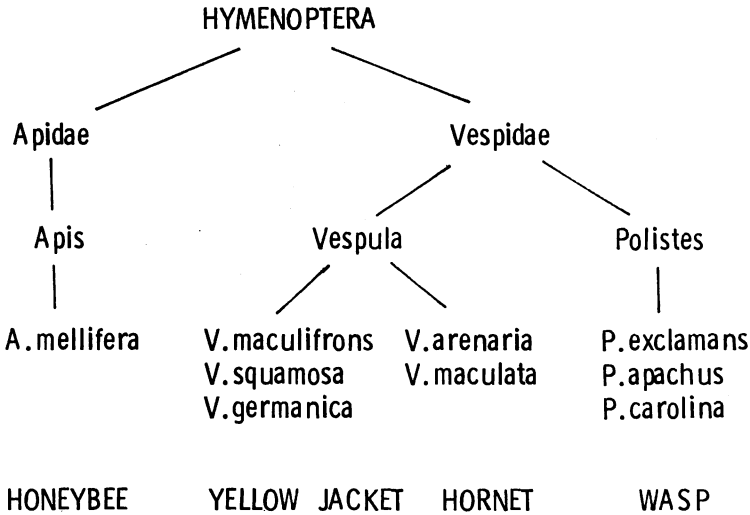 HYMENOPTERA
Apidae Vespidae
Apis Vespula Polistes
A.mellifera V.maculifrons V.arenaria P.exclamans
V.squamosa V.maculata P.apachus
V.germanica P.carolina
HONEYBEE YELLOW JACKET HORNET WASP